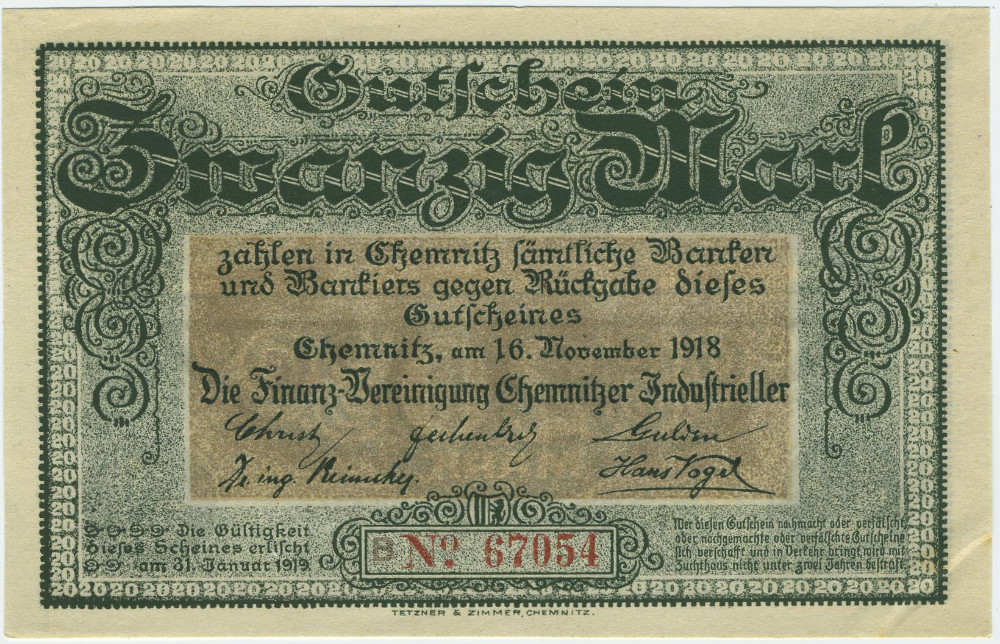 Gutschein
Zwanzig Mark
zahlen in Chemnitz sämtliche Banken
und Bankiers gegen Rückgabe dieses
Gutscheines
Chemnitz, am 16. November 1918
Die Finanz-Vereinigung Chemnitzer Industrieller
Gulden
Dr. ing. Hans Vogel
Die Gültigkeit
dieses Scheines erlischt
am 31. Januar 1919.
B No 67054
Wer diesen Gutschein nachmacht oder verfälscht,
oder nachgemachte oder verfälschte Gutscheine
sich verschafft und in Verkehr bringt, wird mit
Zuchthaus nicht unter zwei Jahren bestraft.
TETZNER & ZIMMER, CHEMNITZ.